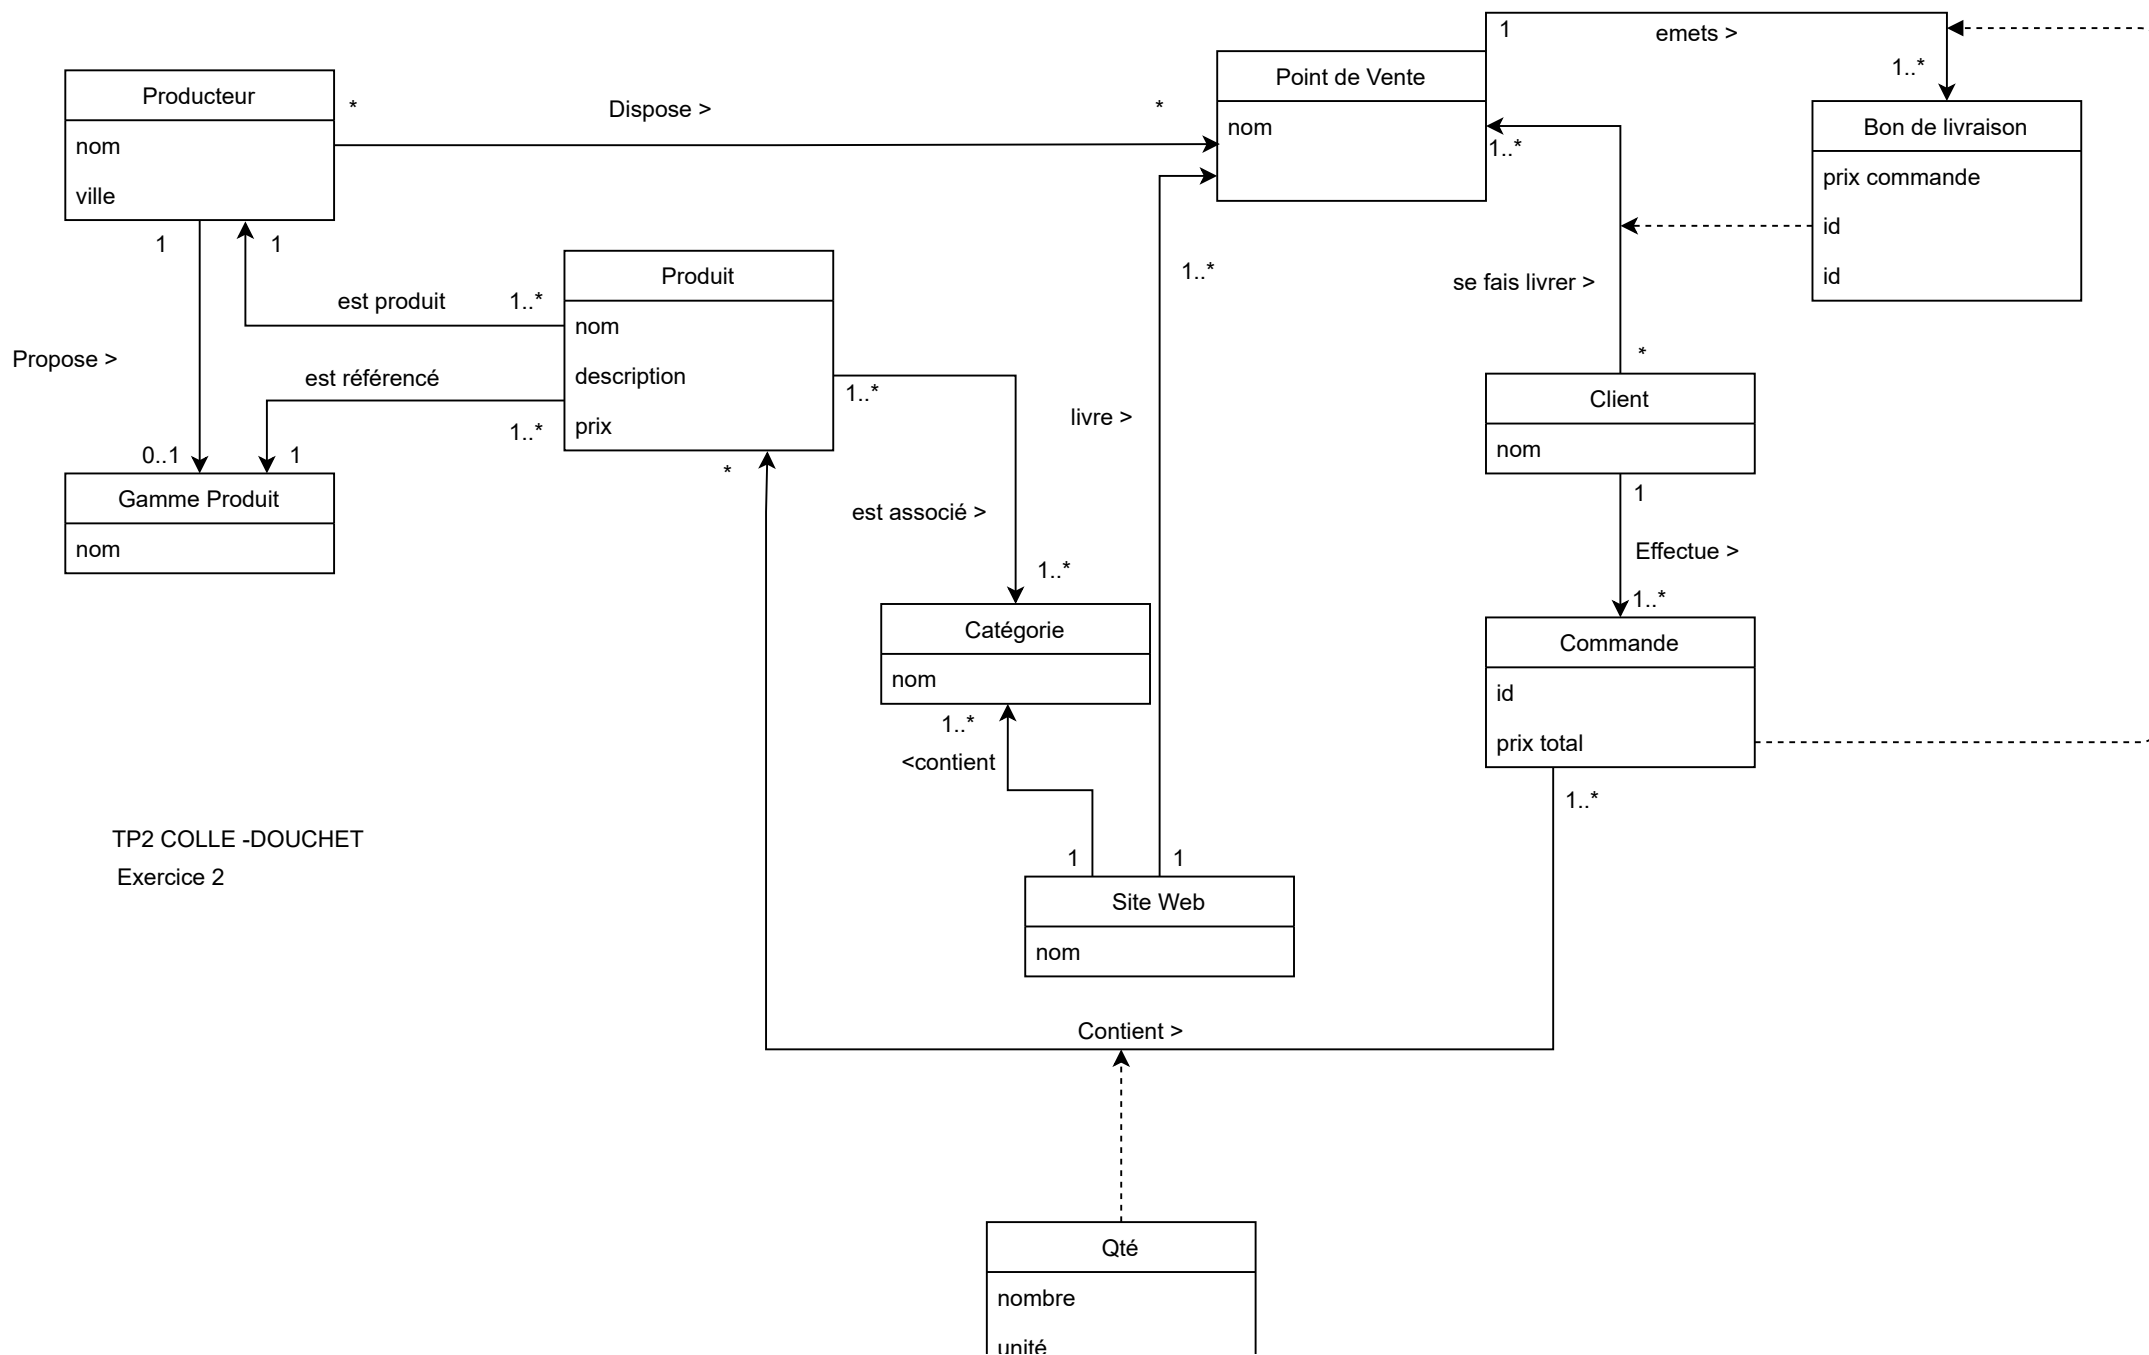 1
emets >
1..*
Point de Vente
nom
Producteur
nom
ville
*
Dispose >
*
Bon de livraison
prix commande
id
id
1..*
1
1
Produit
nom
description
prix
est produit
1..*
1..*
se fais livrer >
*
Propose >
est référencé
1..*
1..*
livre >
Client
nom
0..1
1
*
Gamme Produit
nom
est associé >
1..*
1
Effectue >
1..*
Catégorie
nom
Commande
id
prix total
1..*
<contient
1..*
TP2 COLLE -DOUCHET
Exercice 2
1
1
Site Web
nom
Contient >
Qté
nombre
unité